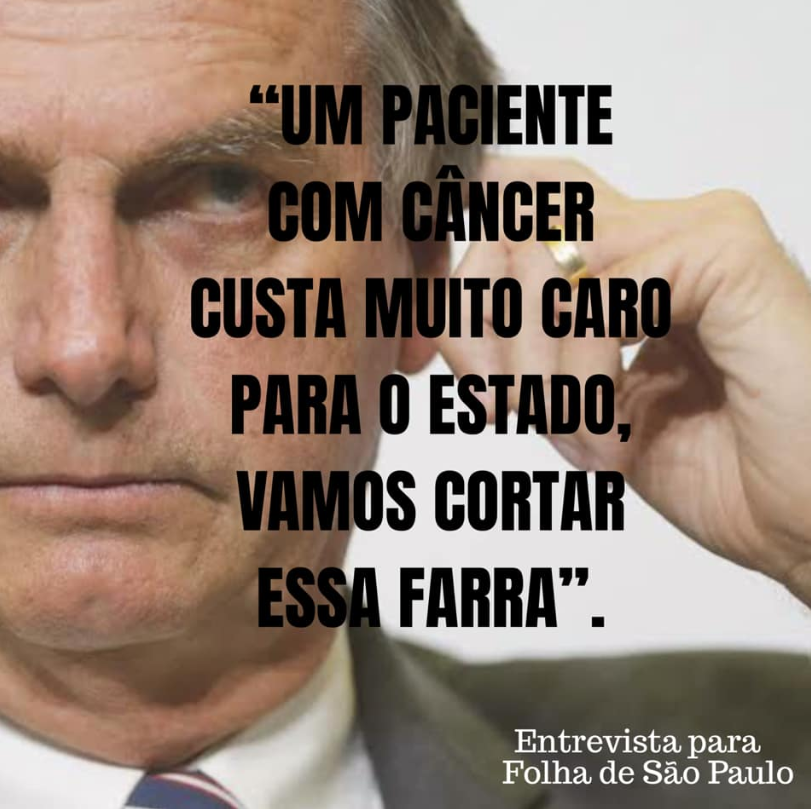 “UM PACIENTE
COM CÂNCER
CUSTA MUITO CARO
PARA O ESTADO,
VAMOS CORTAR
ESSA FARRA”.
Entrevista para
Folha de São Paulo